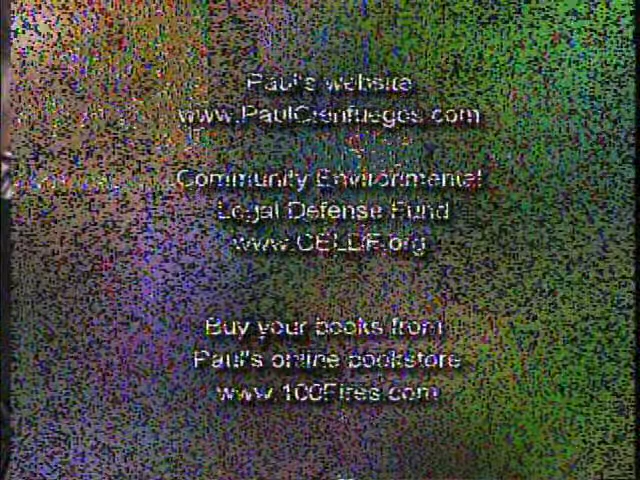 Paul's website
www.PaulCienfuegos.com
Community Environmental
Legal Defense Fund
www.CELDF.org
Buy your books from
Paul's online bookstore
www.100Fires.com